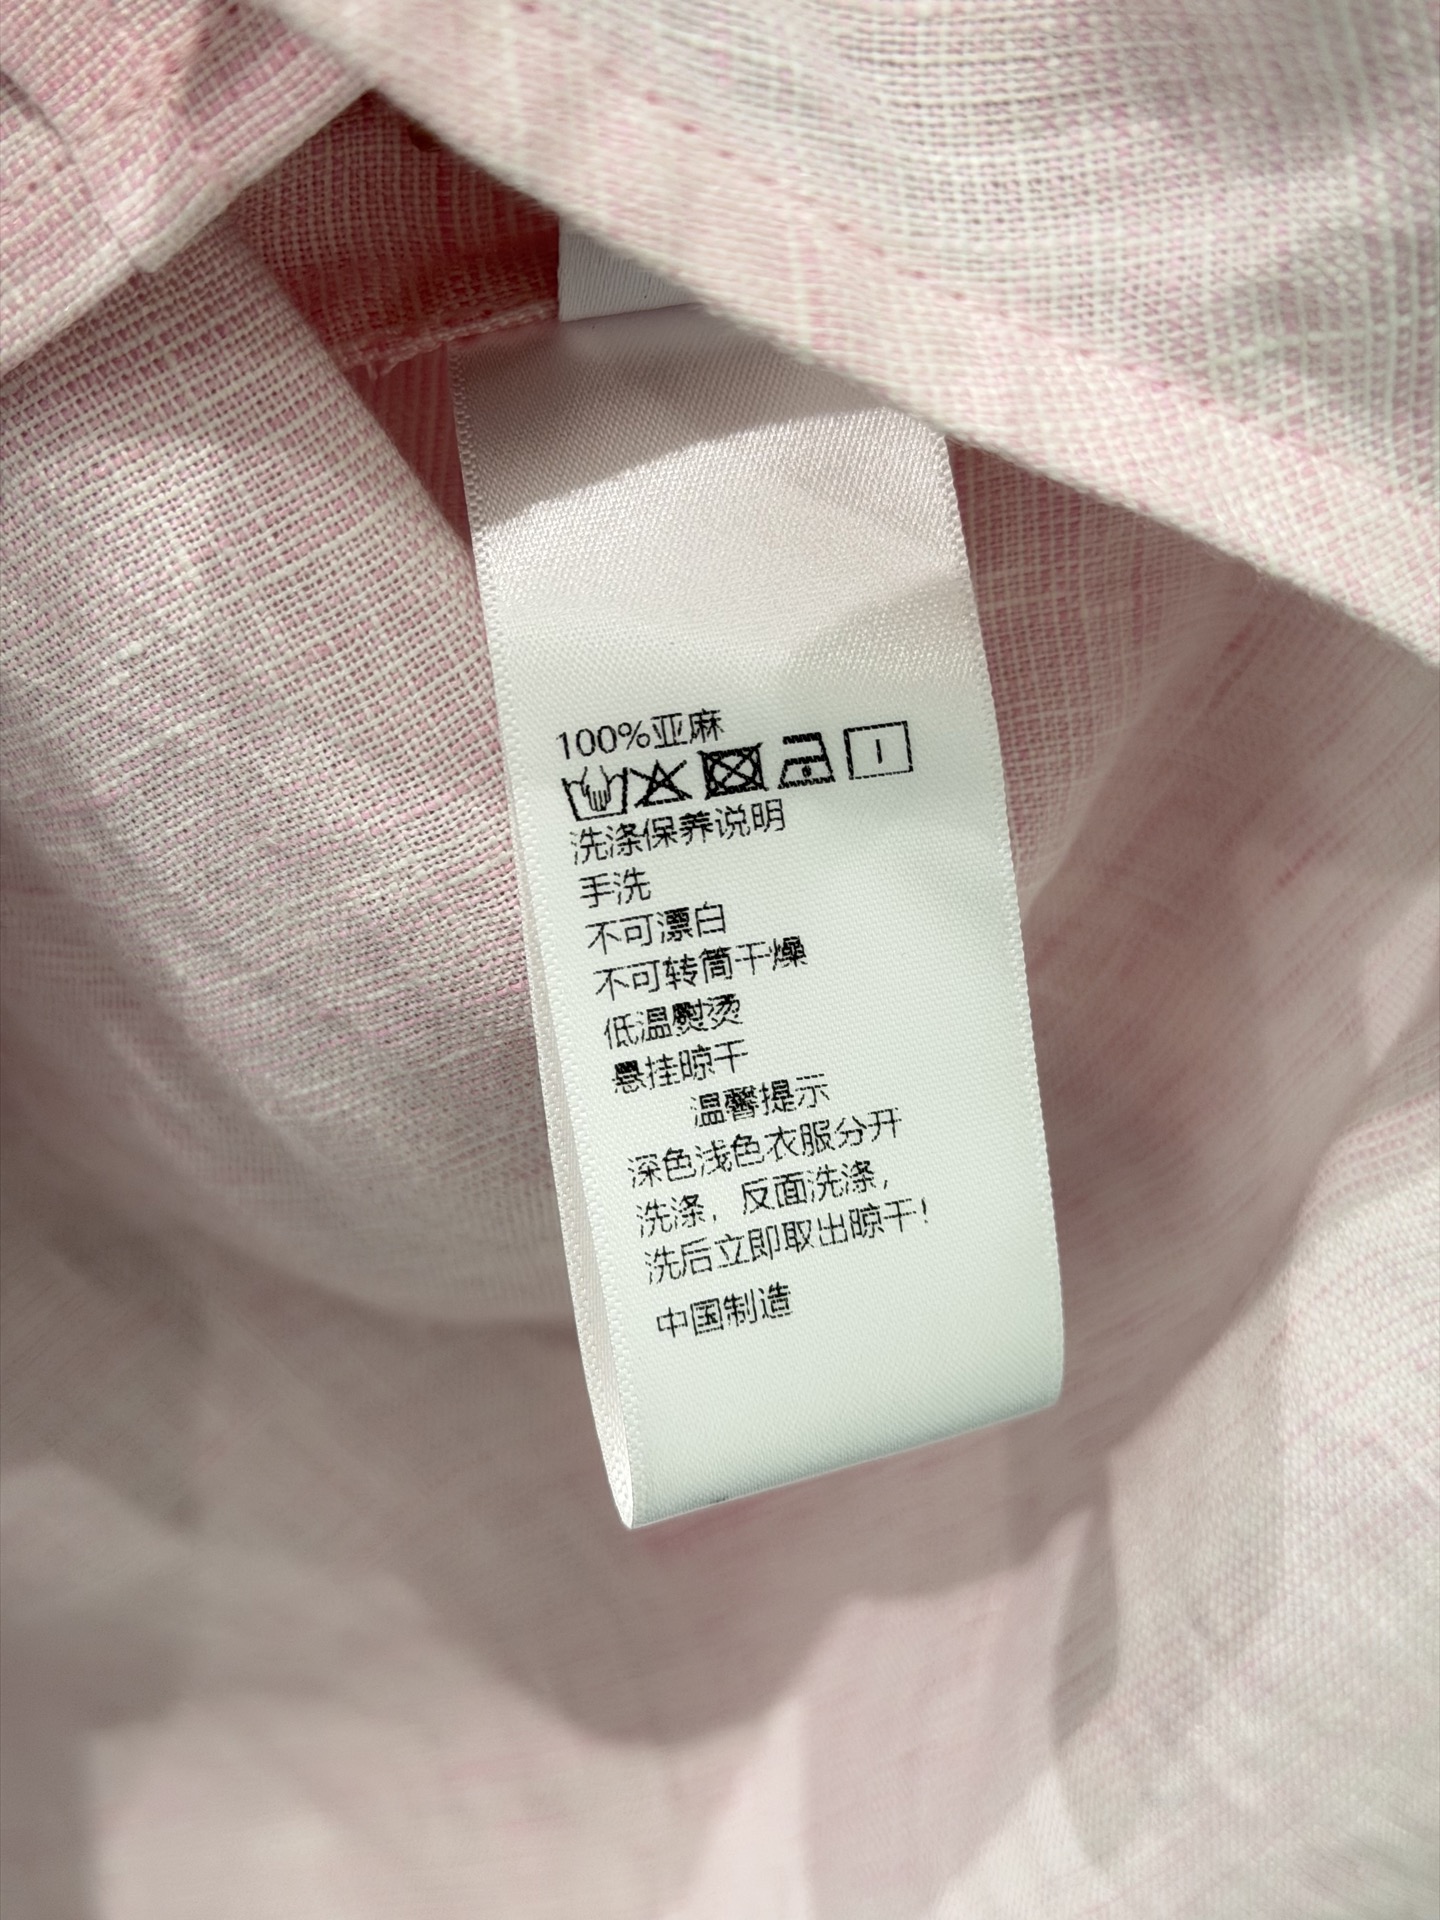 100%亚麻
洗涤保养说明
手洗
不可漂白
不可转筒干燥
低温熨烫
悬挂晾干
温馨提示
深色浅色衣服分开
洗涤，反面洗涤，
洗后立即取出晾干！
中国制造